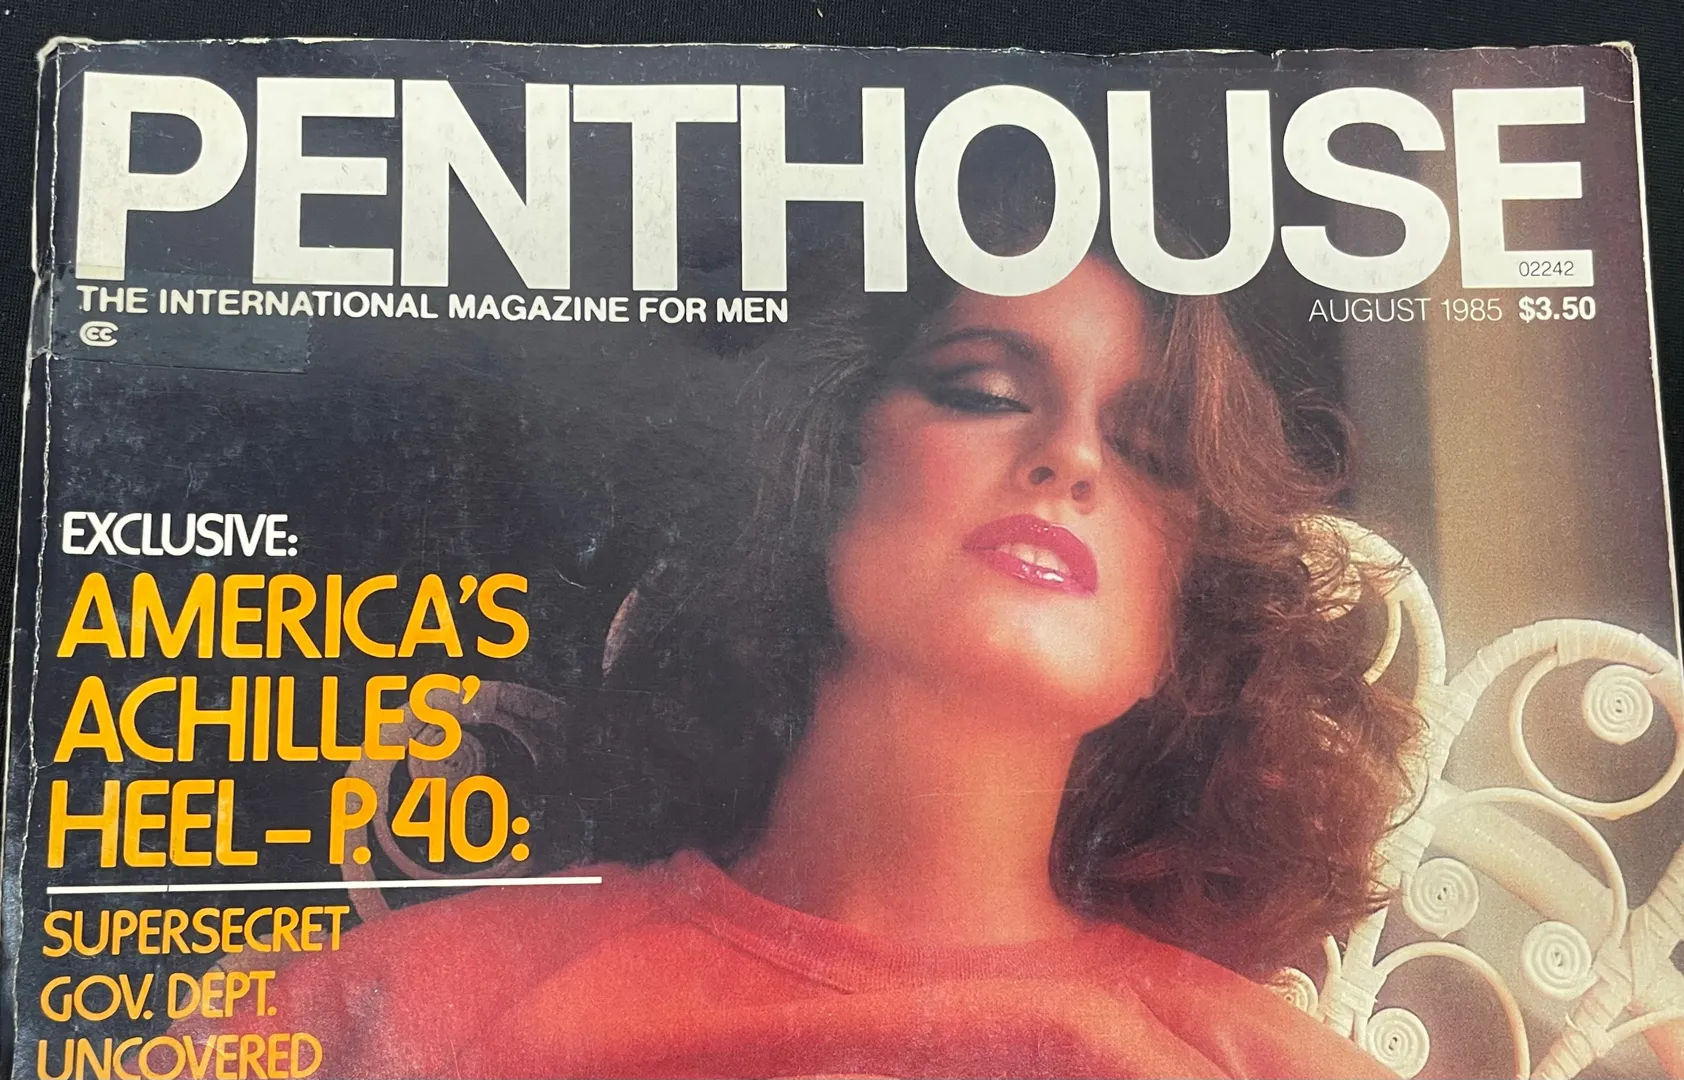 PENTHOUSE
02242
THE INTERNATIONAL MAGAZINE FOR MEN
AUGUST 1985 $3.50
CC
EXCLUSIVE:
AMERICA'S
ACHILLES'
HEEL–P.40:
SUPERSECRET
GOV. DEPT.
UNCOVERED